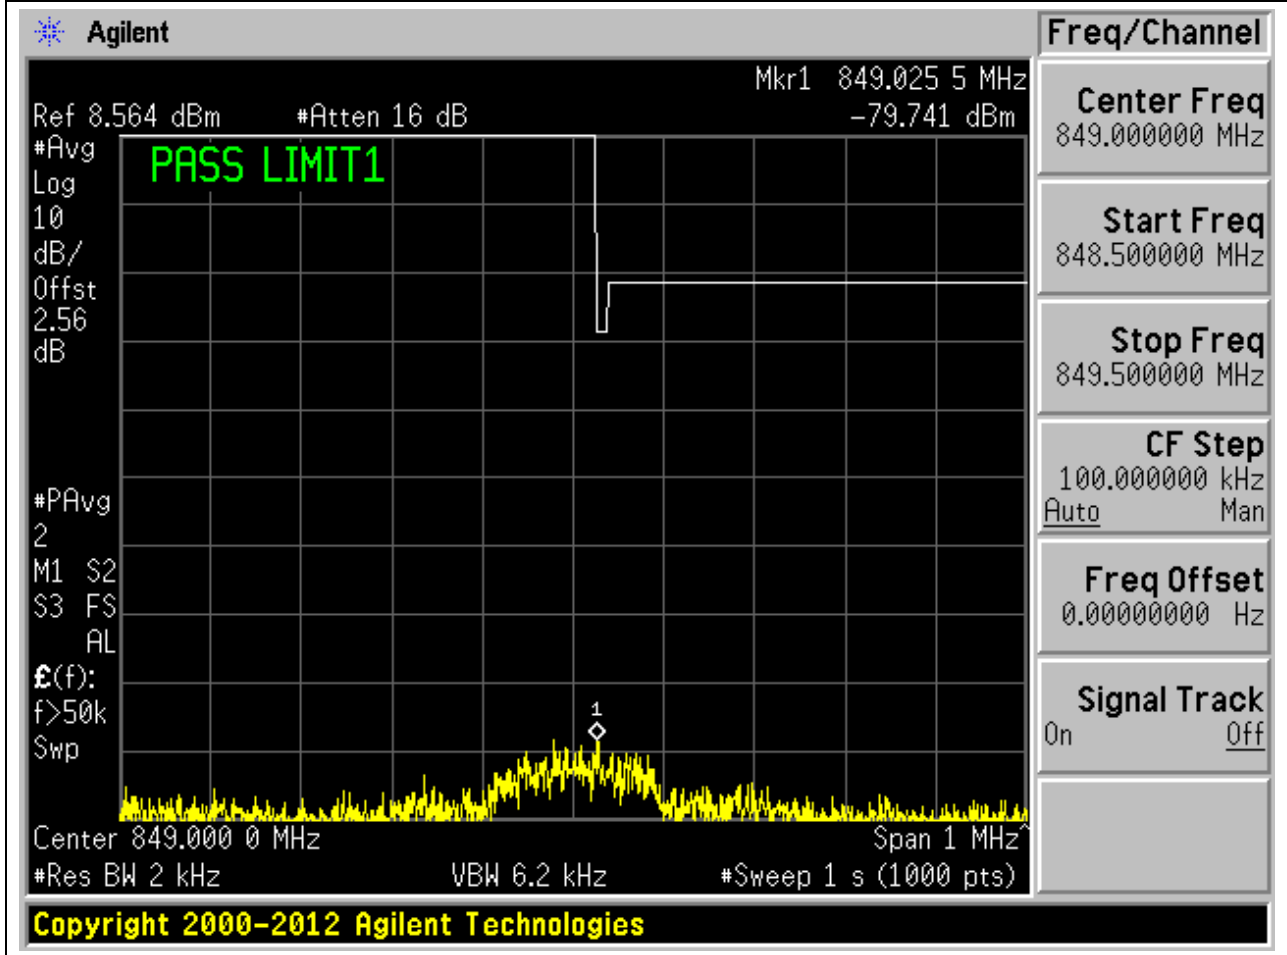 Agilent
Freq/Channel
Mkr1 849.025 5 MHz
Ref 8.564 dBm #Atten 16 dB -79.741 dBm
#Avg
Log
10
dB/
Offst
2.56
dB
PASS LIMIT1
#PAvg
2
M1 S2
S3 FS
AL
£(f):
f>50k
Swp
1
Center 849.000 0 MHz Span 1 MHz^
#Res BW 2 kHz VBW 6.2 kHz #Sweep 1 s (1000 pts)
Center Freq
849.000000 MHz
Start Freq
848.500000 MHz
Stop Freq
849.500000 MHz
CF Step
100.000000 kHz
Auto Man
Freq Offset
0.00000000 Hz
Signal Track
On Off
Copyright 2000-2012 Agilent Technologies